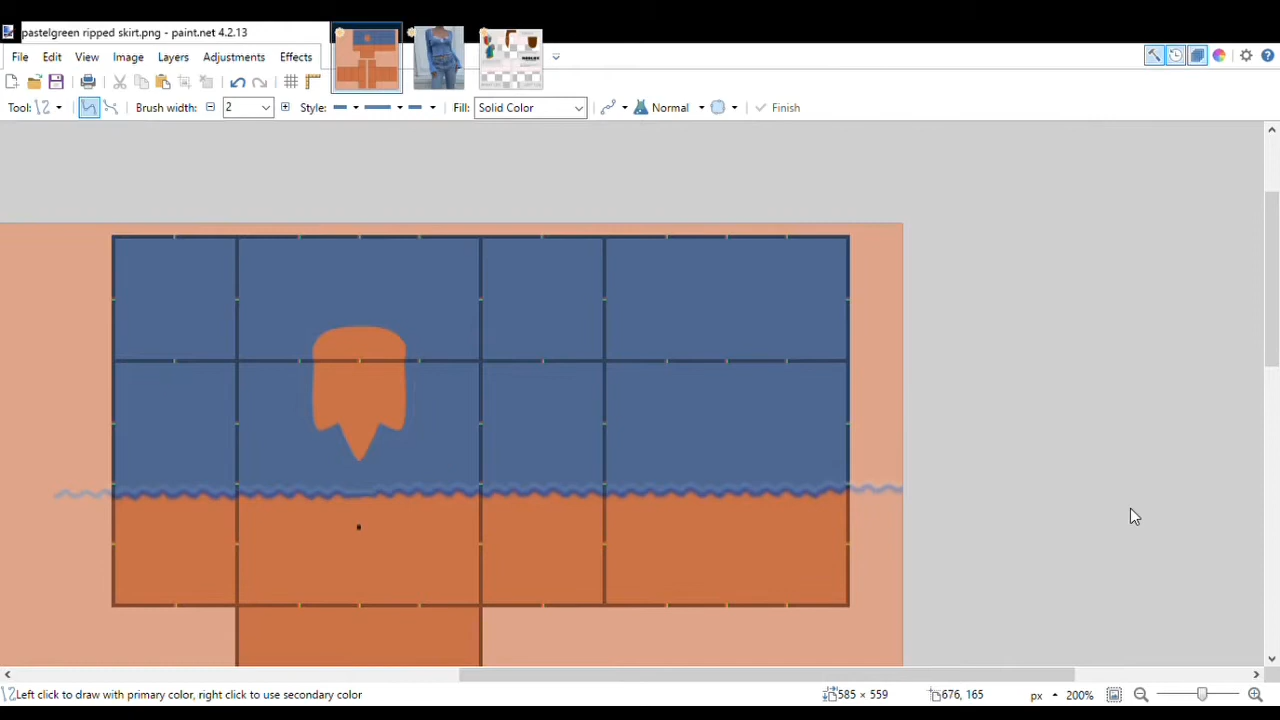 pastelgreen ripped skirt.png - paint.net 4.2.13
File Edit View Image Layers Adjustments Effects
Tool: Brush width: 2 Style: Fill: Solid Color Normal Finish
Left click to draw with primary color, right click to use secondary color 585 × 559 676, 165 px 200%